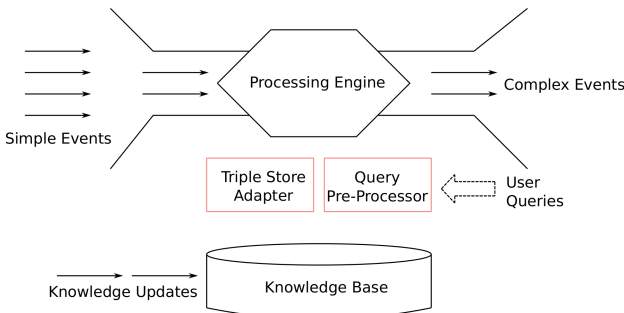 Processing Engine
Complex Events
Simple Events
Triple Store
Adapter
Query
Pre-Processor
User
Queries
Knowledge Updates
Knowledge Base